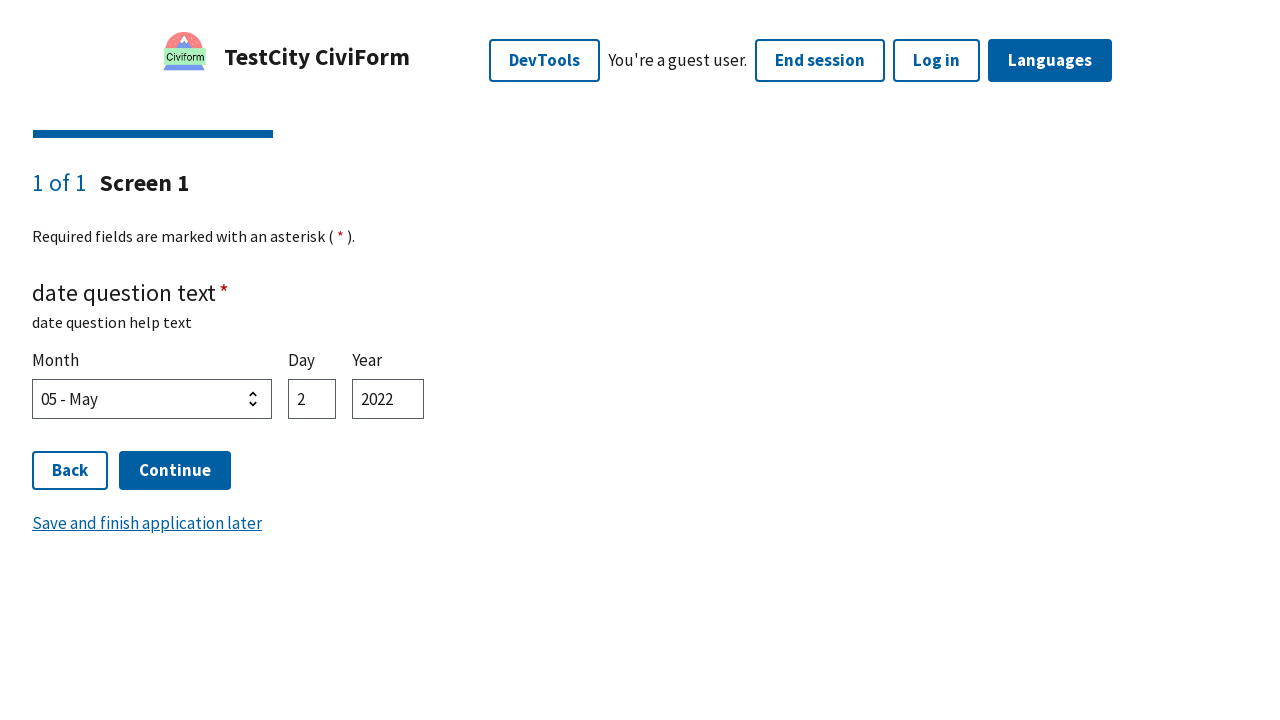 Civiform
TestCity CiviForm
DevTools
You're a guest user.
End session
Log in
Languages
1 of 1 Screen 1
Required fields are marked with an asterisk ( * ).
date question text *
date question help text
Month Day Year
05 - May 2 2022
Back Continue
Save and finish application later